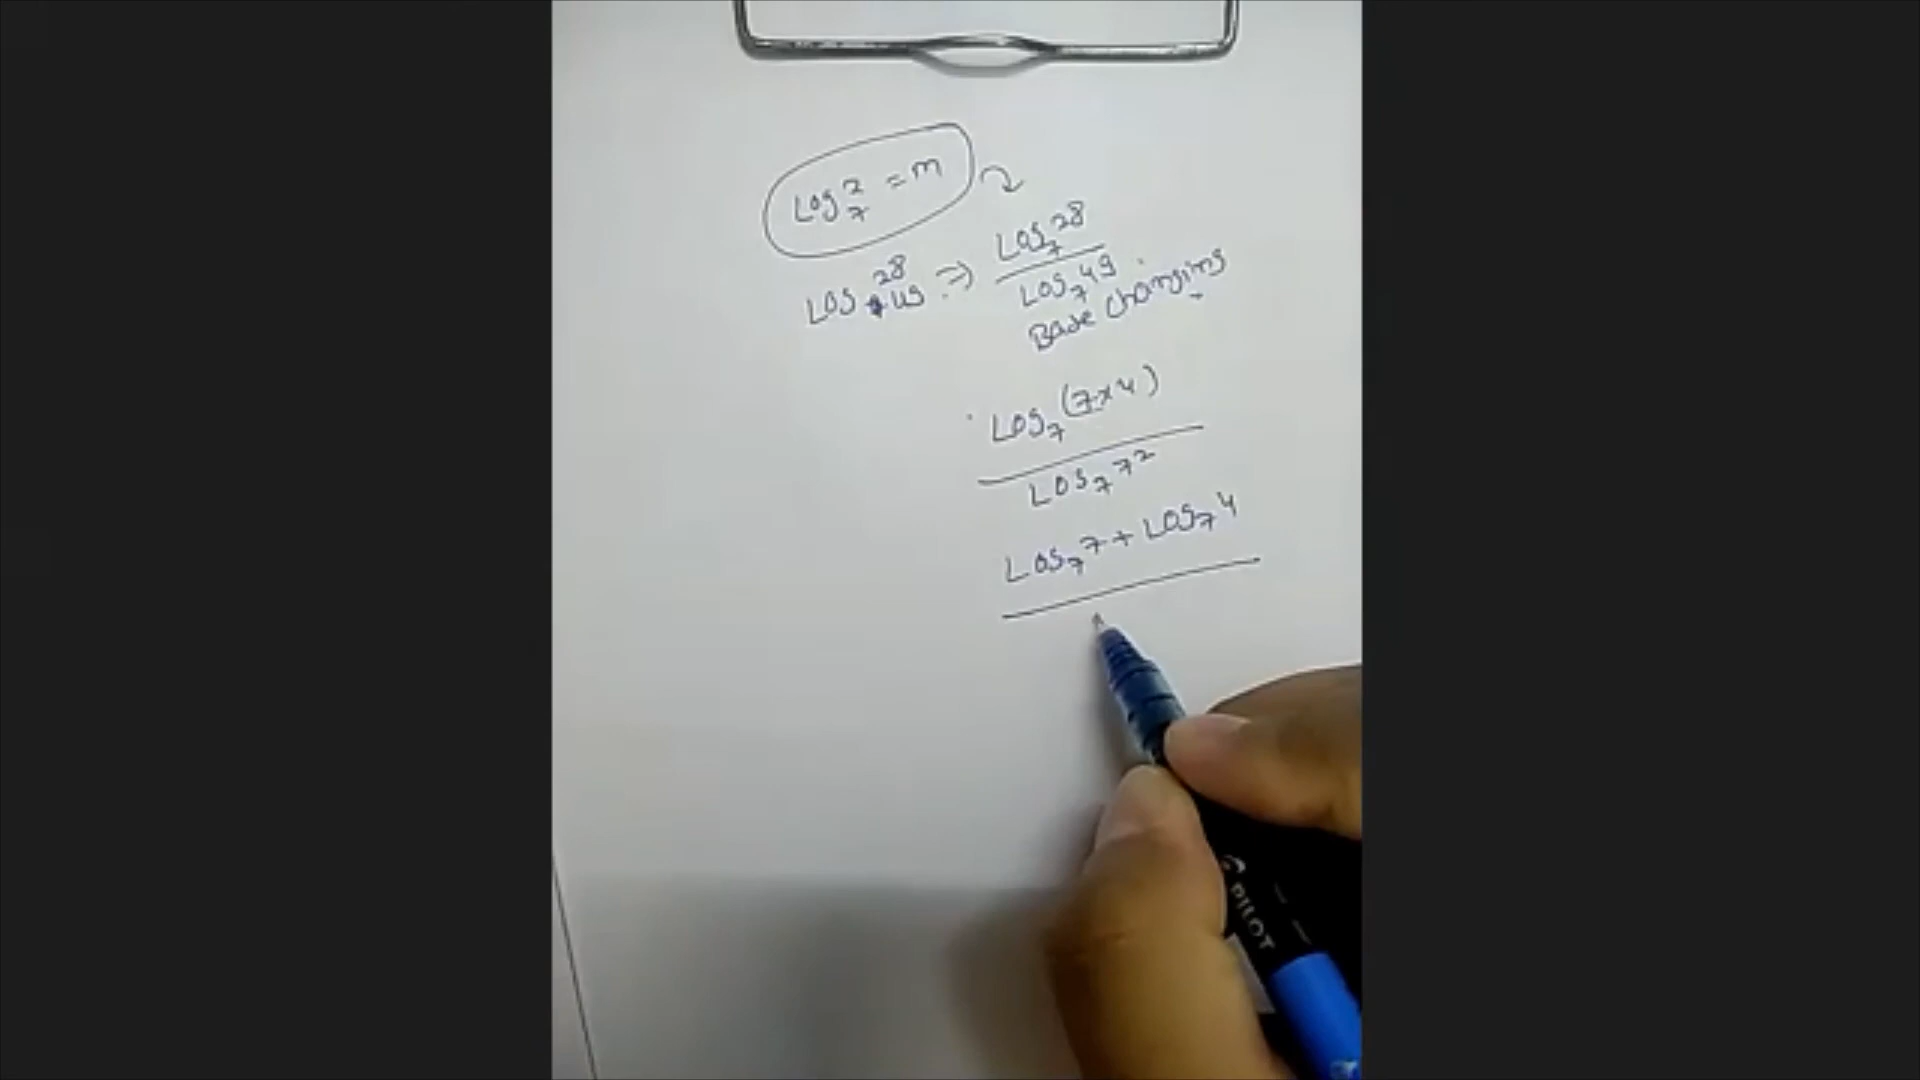 Log₇2 = m
Log₄₉28 ⇒ Log₇28 / Log₇49
Base changing
Log₇(7×4) / Log₇7²
Log₇7 + Log₇4
PILOT